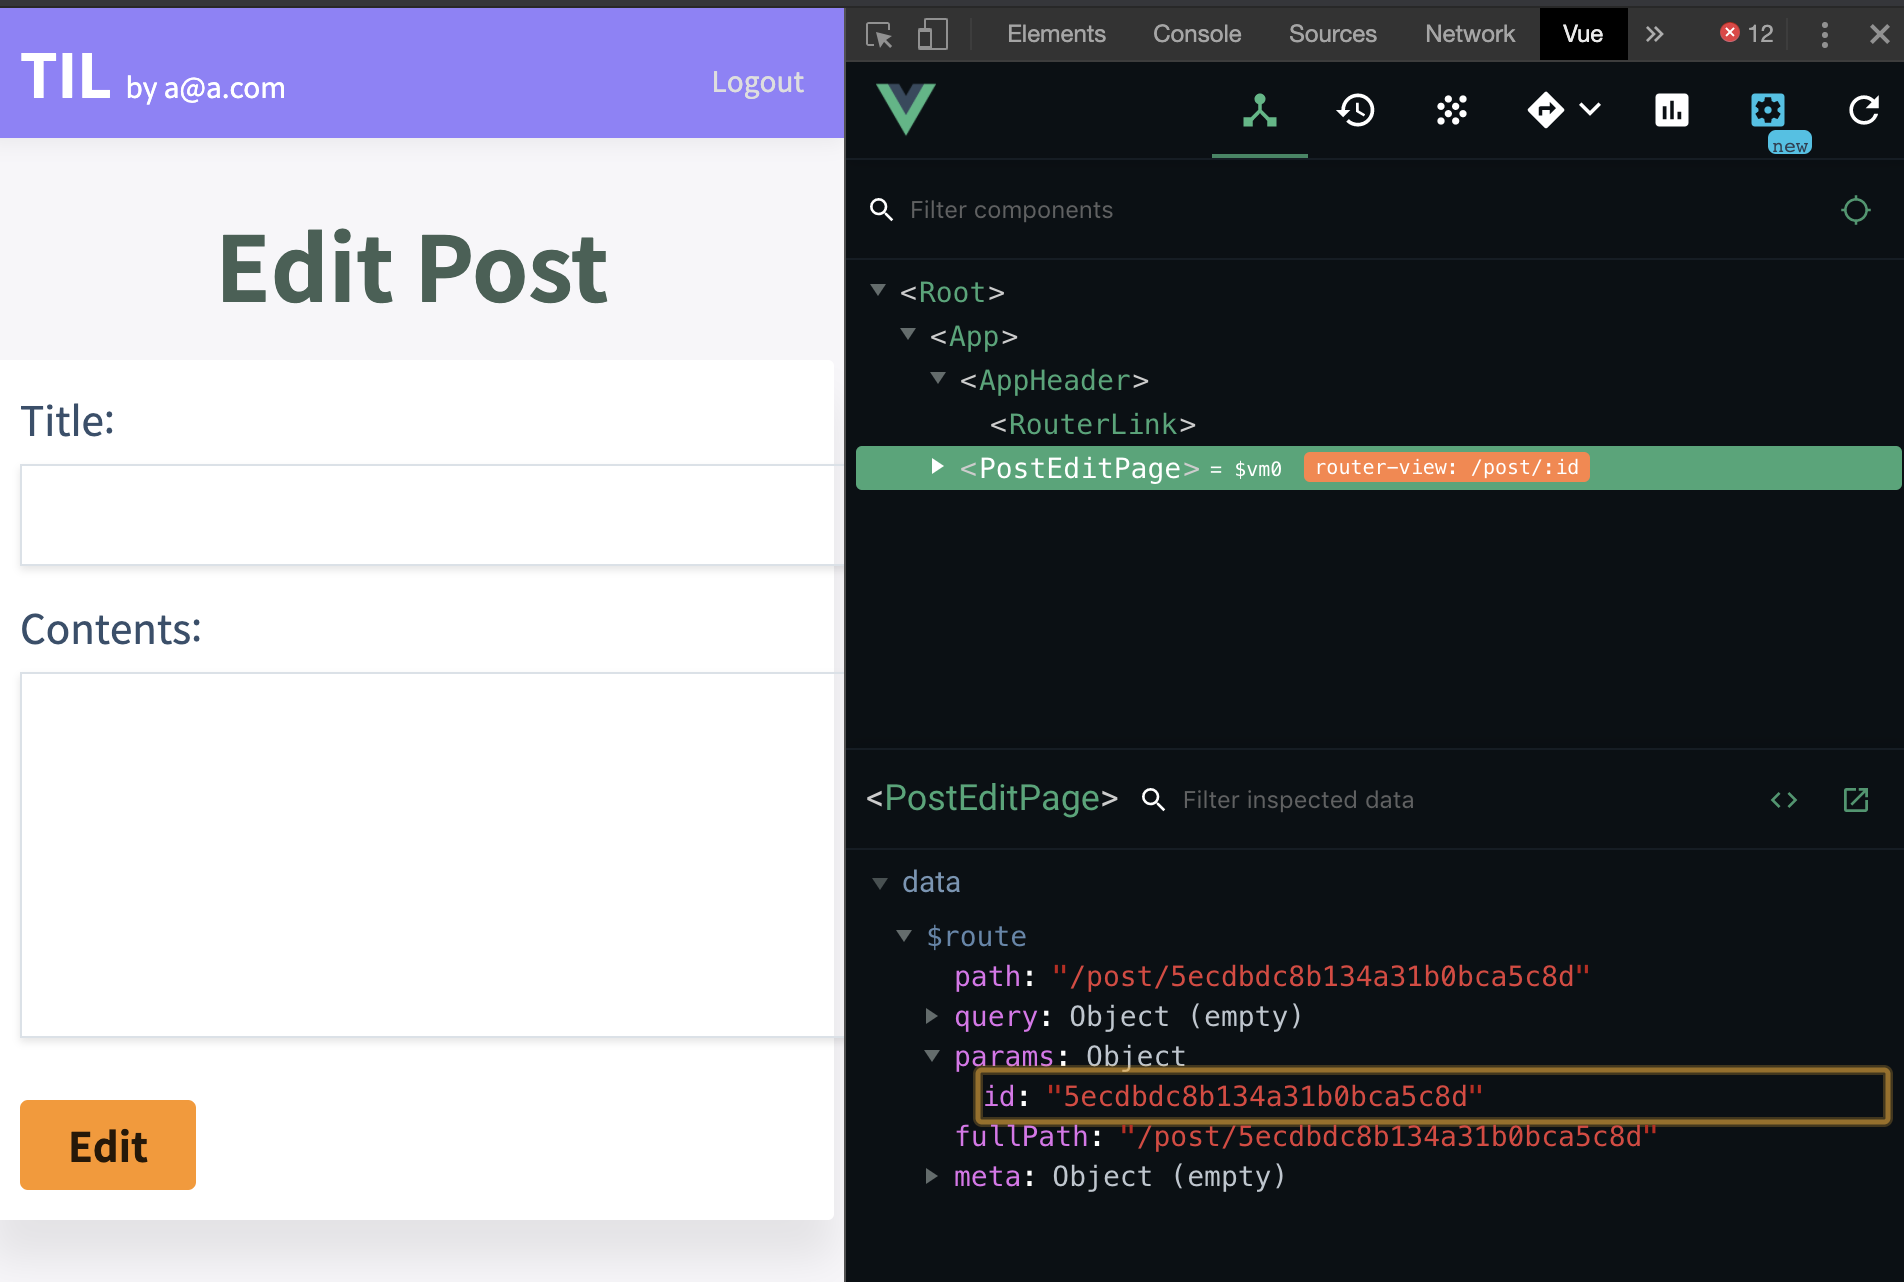 TIL by a@a.com
Logout
Edit Post
Title:
Contents:
Edit
Elements Console Sources Network Vue 12
new
Filter components
<Root>
<App>
<AppHeader>
<RouterLink>
<PostEditPage> = $vm0 router-view: /post/:id
<PostEditPage> Filter inspected data
data
$route
path: "/post/5ecdbdc8b134a31b0bca5c8d"
query: Object (empty)
params: Object
id: "5ecdbdc8b134a31b0bca5c8d"
fullPath: "/post/5ecdbdc8b134a31b0bca5c8d"
meta: Object (empty)